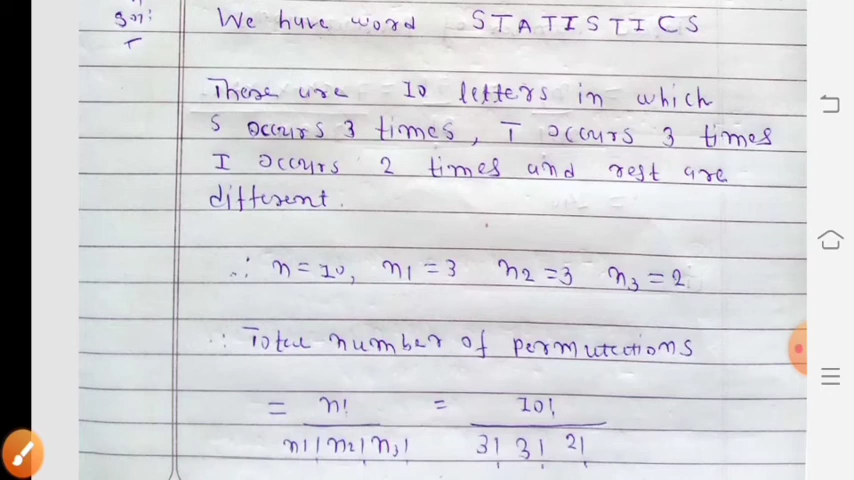 उत्तर:
We have word STATISTICS
There are 10 letters in which
S occurs 3 times, T occurs 3 times
I occurs 2 times and rest are
different.
∴ n = 10, n1 = 3 n2 = 3 n3 = 2
∴ Total number of permutations
= n! / n1! n2! n3! = 10! / 3! 3! 2!